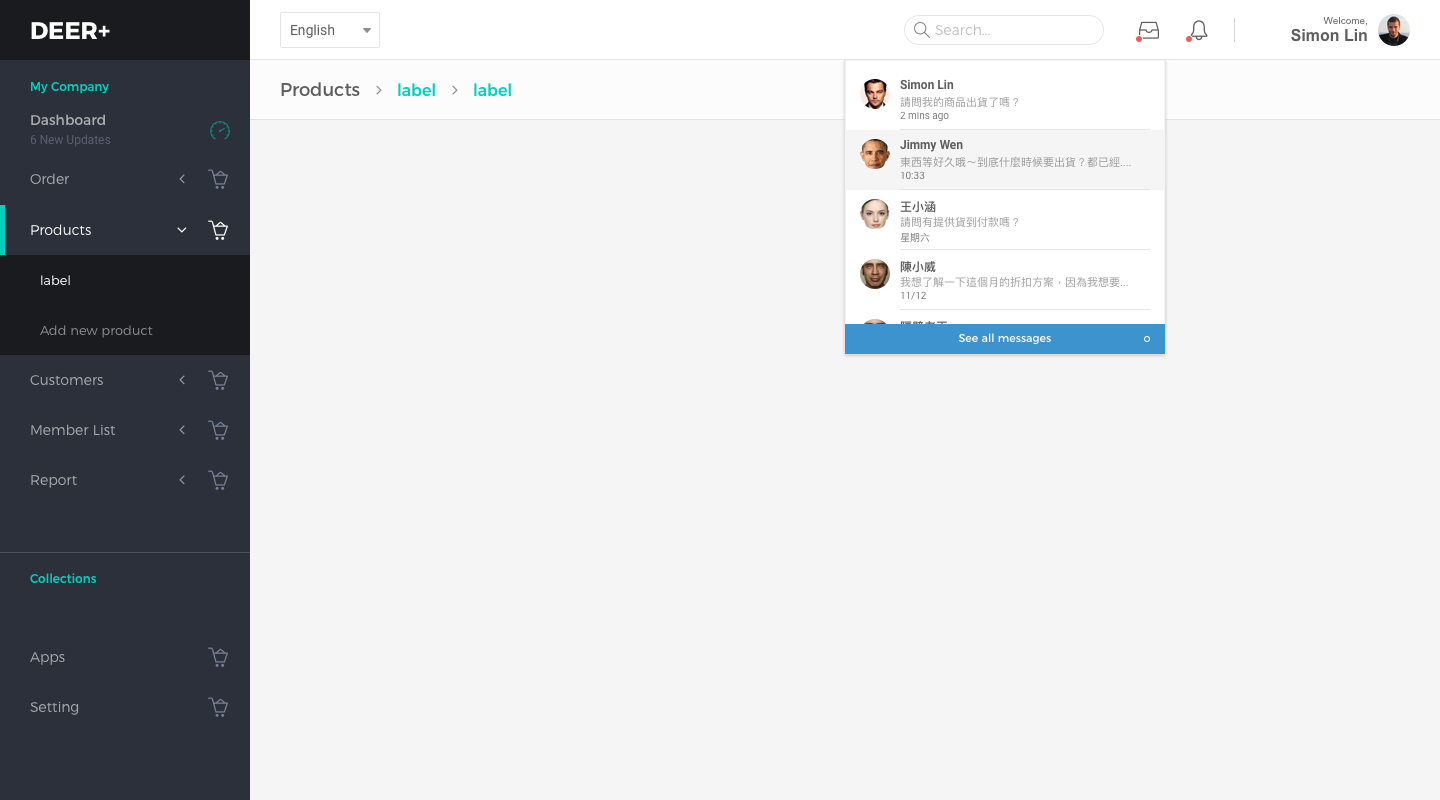 DEER+
English
Search...
Welcome,
Simon Lin
My Company
Dashboard
6 New Updates
Order
Products
label
Add new product
Customers
Member List
Report
Collections
Apps
Setting
Products
label
label
Simon Lin
請問我的商品出貨了嗎？
2 mins ago
Jimmy Wen
東西等好久哦～到底什麼時候要出貨？都已經....
10:33
王小涵
請問有提供貨到付款嗎？
星期六
陳小威
我想了解一下這個月的折扣方案，因為我想要...
11/12
See all messages